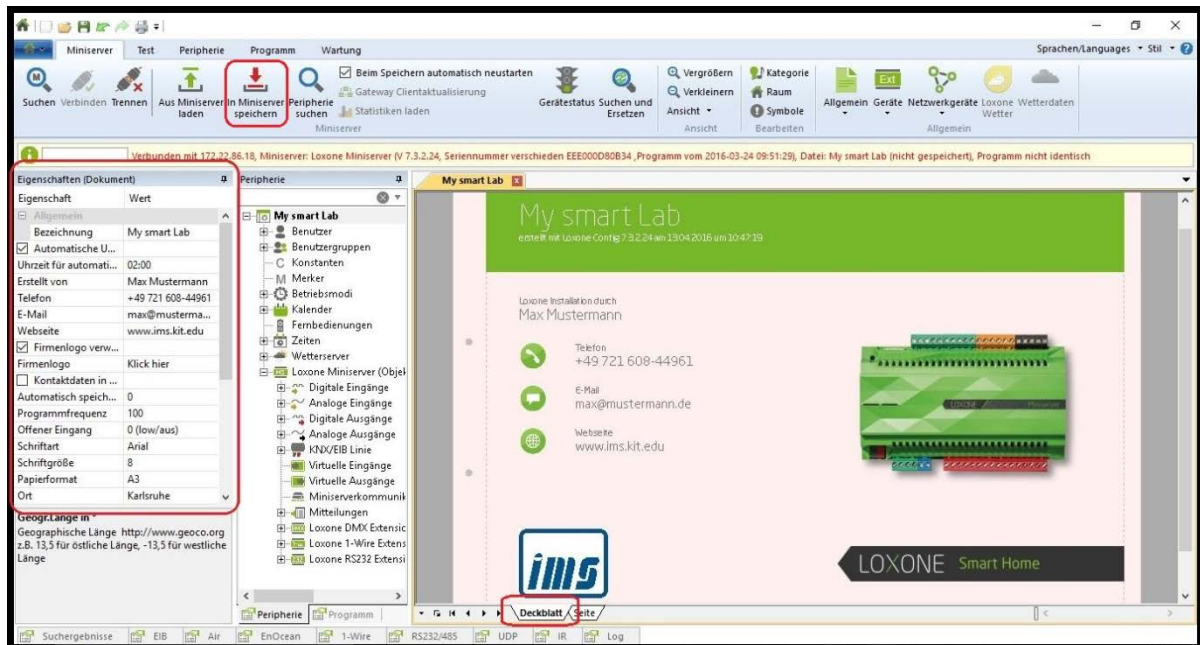 Miniserver Test Peripherie Programm Wartung
Sprachen/Languages Stil
Suchen Verbinden Trennen
Aus Miniserver laden
In Miniserver speichern
Peripherie suchen
Beim Speichern automatisch neustarten
Gateway Clientaktualisierung
Statistiken laden
Miniserver
Gerätestatus
Suchen und Ersetzen
Vergrößern
Verkleinern
Ansicht
Ansicht
Kategorie
Raum
Symbole
Bearbeiten
Allgemein
Ext
Geräte
Netzwerkgeräte
Loxone Wetter
Wetterdaten
Allgemein
Verbunden mit 172.22.86.18, Miniserver: Loxone Miniserver (V 7.3.2.24, Seriennummer verschieden EEE000D80B34 ,Programm vom 2016-03-24 09:51:29), Datei: My smart Lab (nicht gespeichert), Programm nicht identisch
Eigenschaften (Dokument)
Eigenschaft Wert
Allgemein
Bezeichnung My smart Lab
Automatische U...
Uhrzeit für automati... 02:00
Erstellt von Max Mustermann
Telefon +49 721 608-44961
E-Mail max@musterma...
Webseite www.ims.kit.edu
Firmenlogo verw...
Firmenlogo Klick hier
Kontaktdaten in ...
Automatisch speich... 0
Programmfrequenz 100
Offener Eingang 0 (low/aus)
Schriftart Arial
Schriftgröße 8
Papierformat A3
Ort Karlsruhe
Geogr.Länge in °
Geographische Länge http://www.geoco.org
z.B. 13,5 für östliche Länge, -13,5 für westliche
Länge
Peripherie
My smart Lab
Benutzer
Benutzergruppen
C Konstanten
M Merker
Betriebsmodi
Kalender
Fernbedienungen
Zeiten
Wetterserver
Loxone Miniserver (Objek
Digitale Eingänge
Analoge Eingänge
Digitale Ausgänge
Analoge Ausgänge
KNX/EIB Linie
Virtuelle Eingänge
Virtuelle Ausgänge
Miniserverkommunik
Mitteilungen
Loxone DMX Extensic
Loxone 1-Wire Extens
Loxone RS232 Extensi
Peripherie Programm
My smart Lab
My smart Lab
erstellt mit Loxone Config 7.3.2.24 am 13.04.2016 um 10:47:19
Loxone Installation durch
Max Mustermann
Telefon
+49 721 608-44961
E-Mail
max@mustermann.de
Webseite
www.ims.kit.edu
LOXONE
ims
LOXONE Smart Home
Deckblatt Seite
Suchergebnisse EIB Air EnOcean 1-Wire RS232/485 UDP IR Log